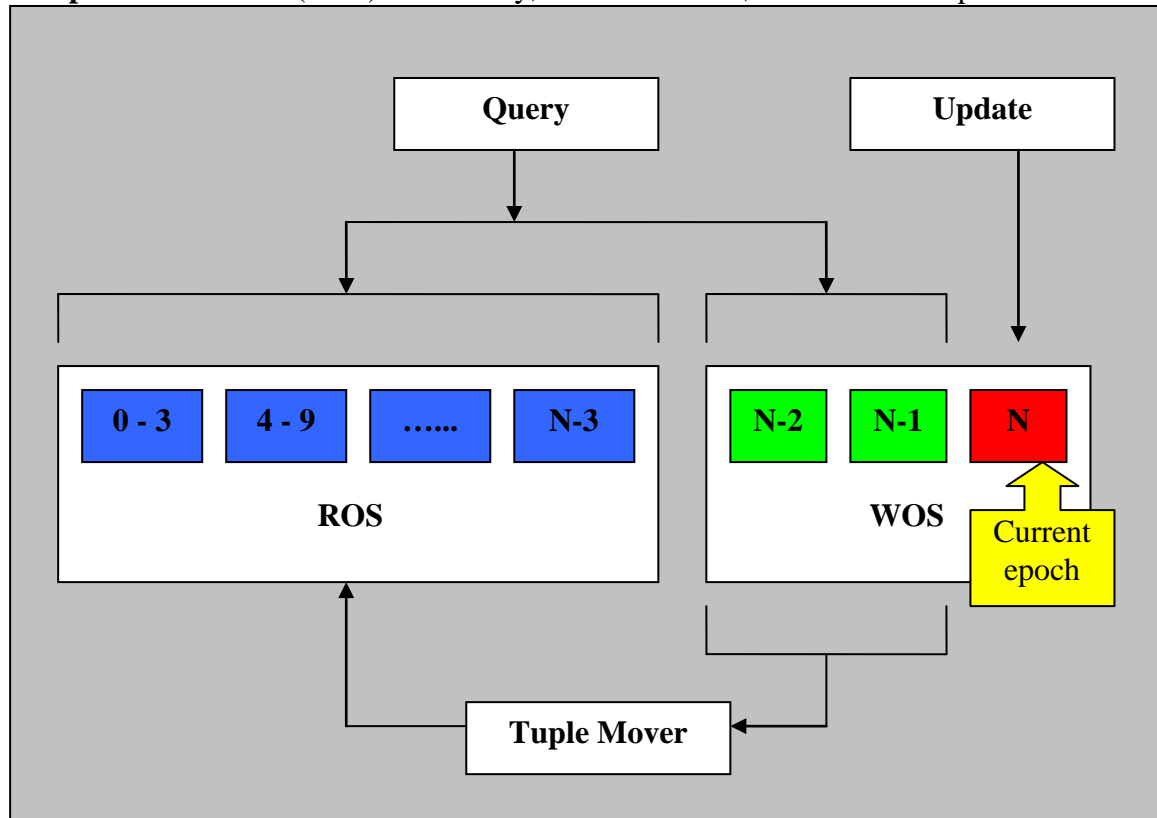 Query
Update
0 - 3
4 - 9
…...
N-3
N-2
N-1
N
ROS
WOS
Current
epoch
Tuple Mover